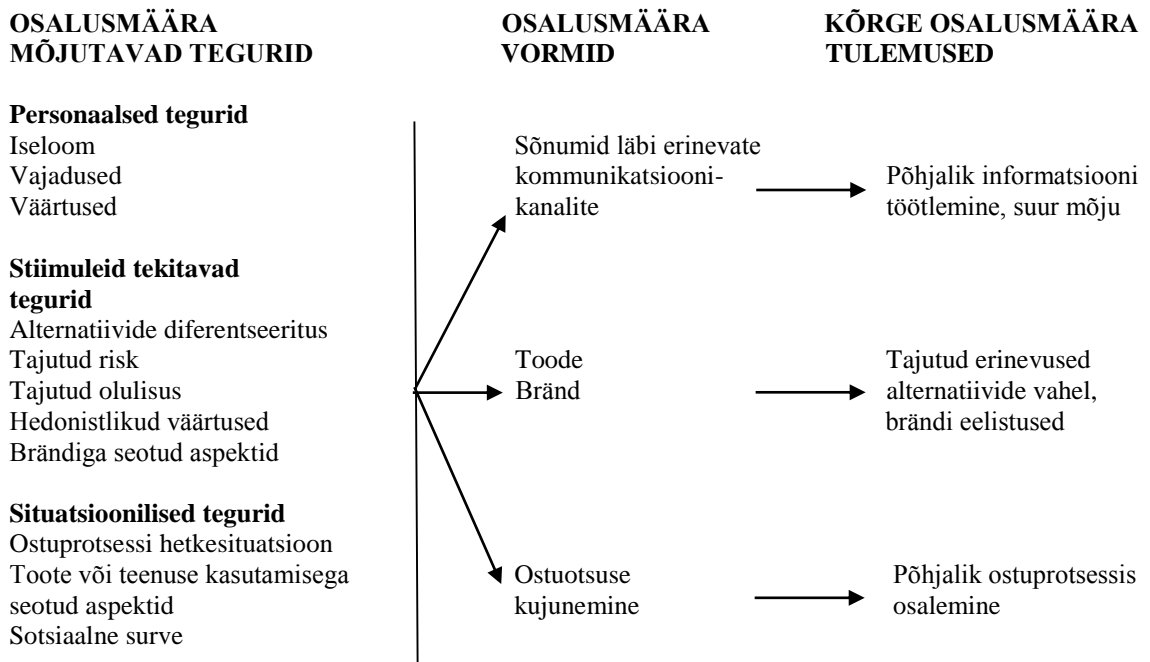 OSALUSMÄÄRA
MÕJUTAVAD TEGURID
OSALUSMÄÄRA
VORMID
KÕRGE OSALUSMÄÄRA
TULEMUSED
Personaalsed tegurid
Iseloom
Vajadused
Väärtused
Stiimuleid tekitavad
tegurid
Alternatiivide diferentseeritus
Tajutud risk
Tajutud olulisus
Hedonistlikud väärtused
Brändiga seotud aspektid
Situatsioonilised tegurid
Ostuprotsessi hetkesituatsioon
Toote või teenuse kasutamisega
seotud aspektid
Sotsiaalne surve
Sõnumid läbi erinevate
kommunikatsiooni-
kanalite
Toode
Bränd
Ostuotsuse
kujunemine
Põhjalik informatsiooni
töötlemine, suur mõju
Tajutud erinevused
alternatiivide vahel,
brändi eelistused
Põhjalik ostuprotsessis
osalemine